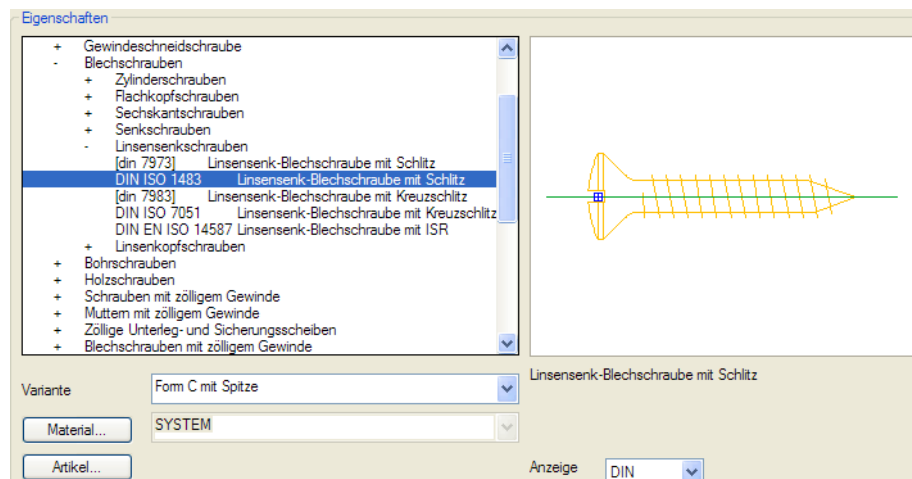 Eigenschaften
+ Gewindeschneidschraube
- Blechschrauben
+ Zylinderschrauben
+ Flachkopfschrauben
+ Sechskantschrauben
+ Senkschrauben
- Linsensenkschrauben
[din 7973] Linsensenk-Blechschraube mit Schlitz
DIN ISO 1483 Linsensenk-Blechschraube mit Schlitz
[din 7983] Linsensenk-Blechschraube mit Kreuzschlitz
DIN ISO 7051 Linsensenk-Blechschraube mit Kreuzschlitz
DIN EN ISO 14587 Linsensenk-Blechschraube mit ISR
+ Linsenkopfschrauben
+ Bohrschrauben
+ Holzschrauben
+ Schrauben mit zölligem Gewinde
+ Muttern mit zölligem Gewinde
+ Zöllige Unterleg- und Sicherungsscheiben
+ Blechschrauben mit zölligem Gewinde
Linsensenk-Blechschraube mit Schlitz
Variante Form C mit Spitze
Material... SYSTEM
Artikel... Anzeige DIN